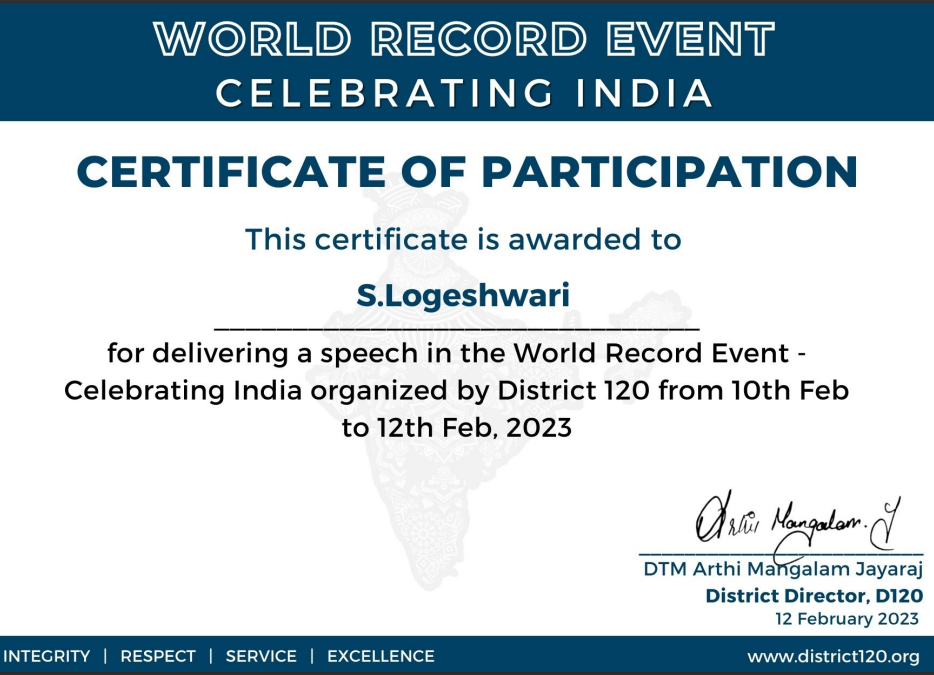 WORLD RECORD EVENT
CELEBRATING INDIA
CERTIFICATE OF PARTICIPATION
This certificate is awarded to
S.Logeshwari
for delivering a speech in the World Record Event -
Celebrating India organized by District 120 from 10th Feb
to 12th Feb, 2023
Arthi Mangalam. J
DTM Arthi Mangalam Jayaraj
District Director, D120
12 February 2023
INTEGRITY | RESPECT | SERVICE | EXCELLENCE
www.district120.org